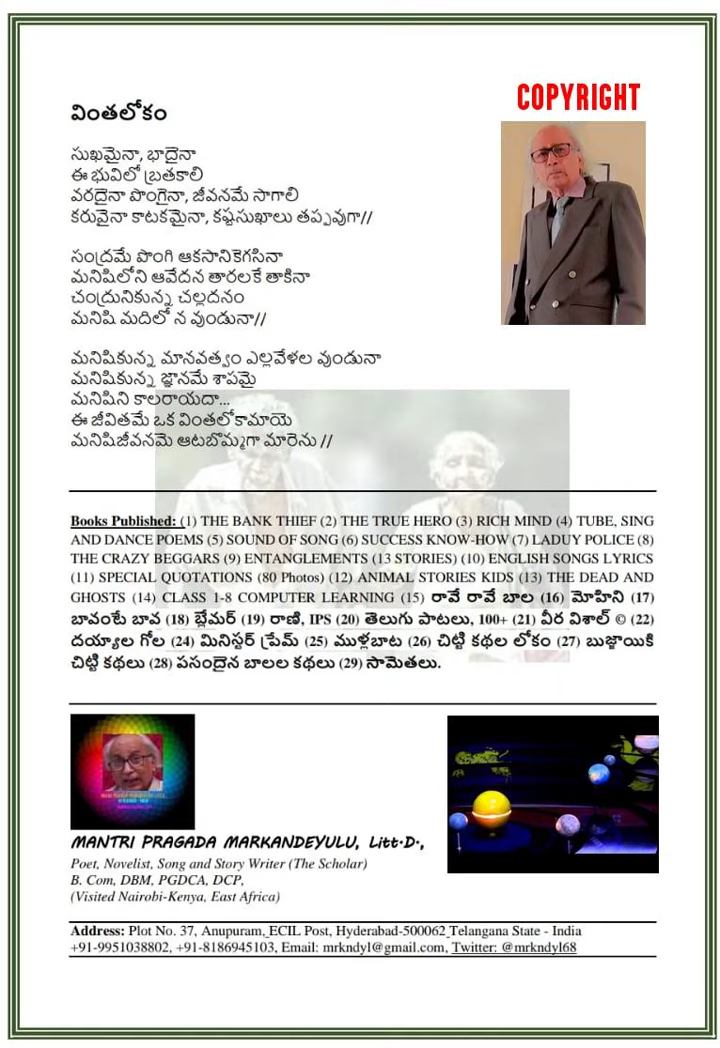 COPYRIGHT
వింతలోకం
సుఖమైనా, భాదైనా
ఈ భువిలో బ్రతకాలి
వరదైనా పొంగైనా, జీవనమే సాగాలి
కరువైనా కాటకమైనా, కష్టసుఖాలు తప్పవుగా//
సంద్రమే పొంగి ఆకసానికెగసినా
మనిషిలోని ఆవేదన తారలకే తాకినా
చంద్రునికున్న చల్లదనం
మనిషి మదిలో న వుండునా//
మనిషికున్న మానవత్వం ఎల్లవేళల వుండునా
మనిషికున్న జ్ఞానమే శాపమై
మనిషిని కాలరాయదా...
ఈ జీవితమే ఒక వింతలోకామాయె
మనిషిజీవనమె ఆటబొమ్మగా మారెను //
Books Published: (1) THE BANK THIEF (2) THE TRUE HERO (3) RICH MIND (4) TUBE, SING
AND DANCE POEMS (5) SOUND OF SONG (6) SUCCESS KNOW-HOW (7) LADUY POLICE (8)
THE CRAZY BEGGARS (9) ENTANGLEMENTS (13 STORIES) (10) ENGLISH SONGS LYRICS
(11) SPECIAL QUOTATIONS (80 Photos) (12) ANIMAL STORIES KIDS (13) THE DEAD AND
GHOSTS (14) CLASS 1-8 COMPUTER LEARNING (15) రావే రావే బాల (16) మోహిని (17)
బావంటే బావ (18) ప్లేమర్ (19) రాణి, IPS (20) తెలుగు పాటలు, 100+ (21) వీర విశాల్ © (22)
దయ్యాల గోల (24) మినిస్టర్ ప్రేమ్ (25) ముళ్లబాట (26) చిట్టి కథల లోకం (27) బుజ్జాయికి
చిట్టి కథలు (28) పసందైన బాలల కథలు (29) సామెతలు.
MANTRI PRAGADA MARKANDEYULU, Litt.D.,
Poet, Novelist, Song and Story Writer (The Scholar)
B. Com, DBM, PGDCA, DCP,
(Visited Nairobi-Kenya, East Africa)
Address: Plot No. 37, Anupuram, ECIL Post, Hyderabad-500062 Telangana State - India
+91-9951038802, +91-8186945103, Email: mrkndyl@gmail.com, Twitter: @mrkndyl68